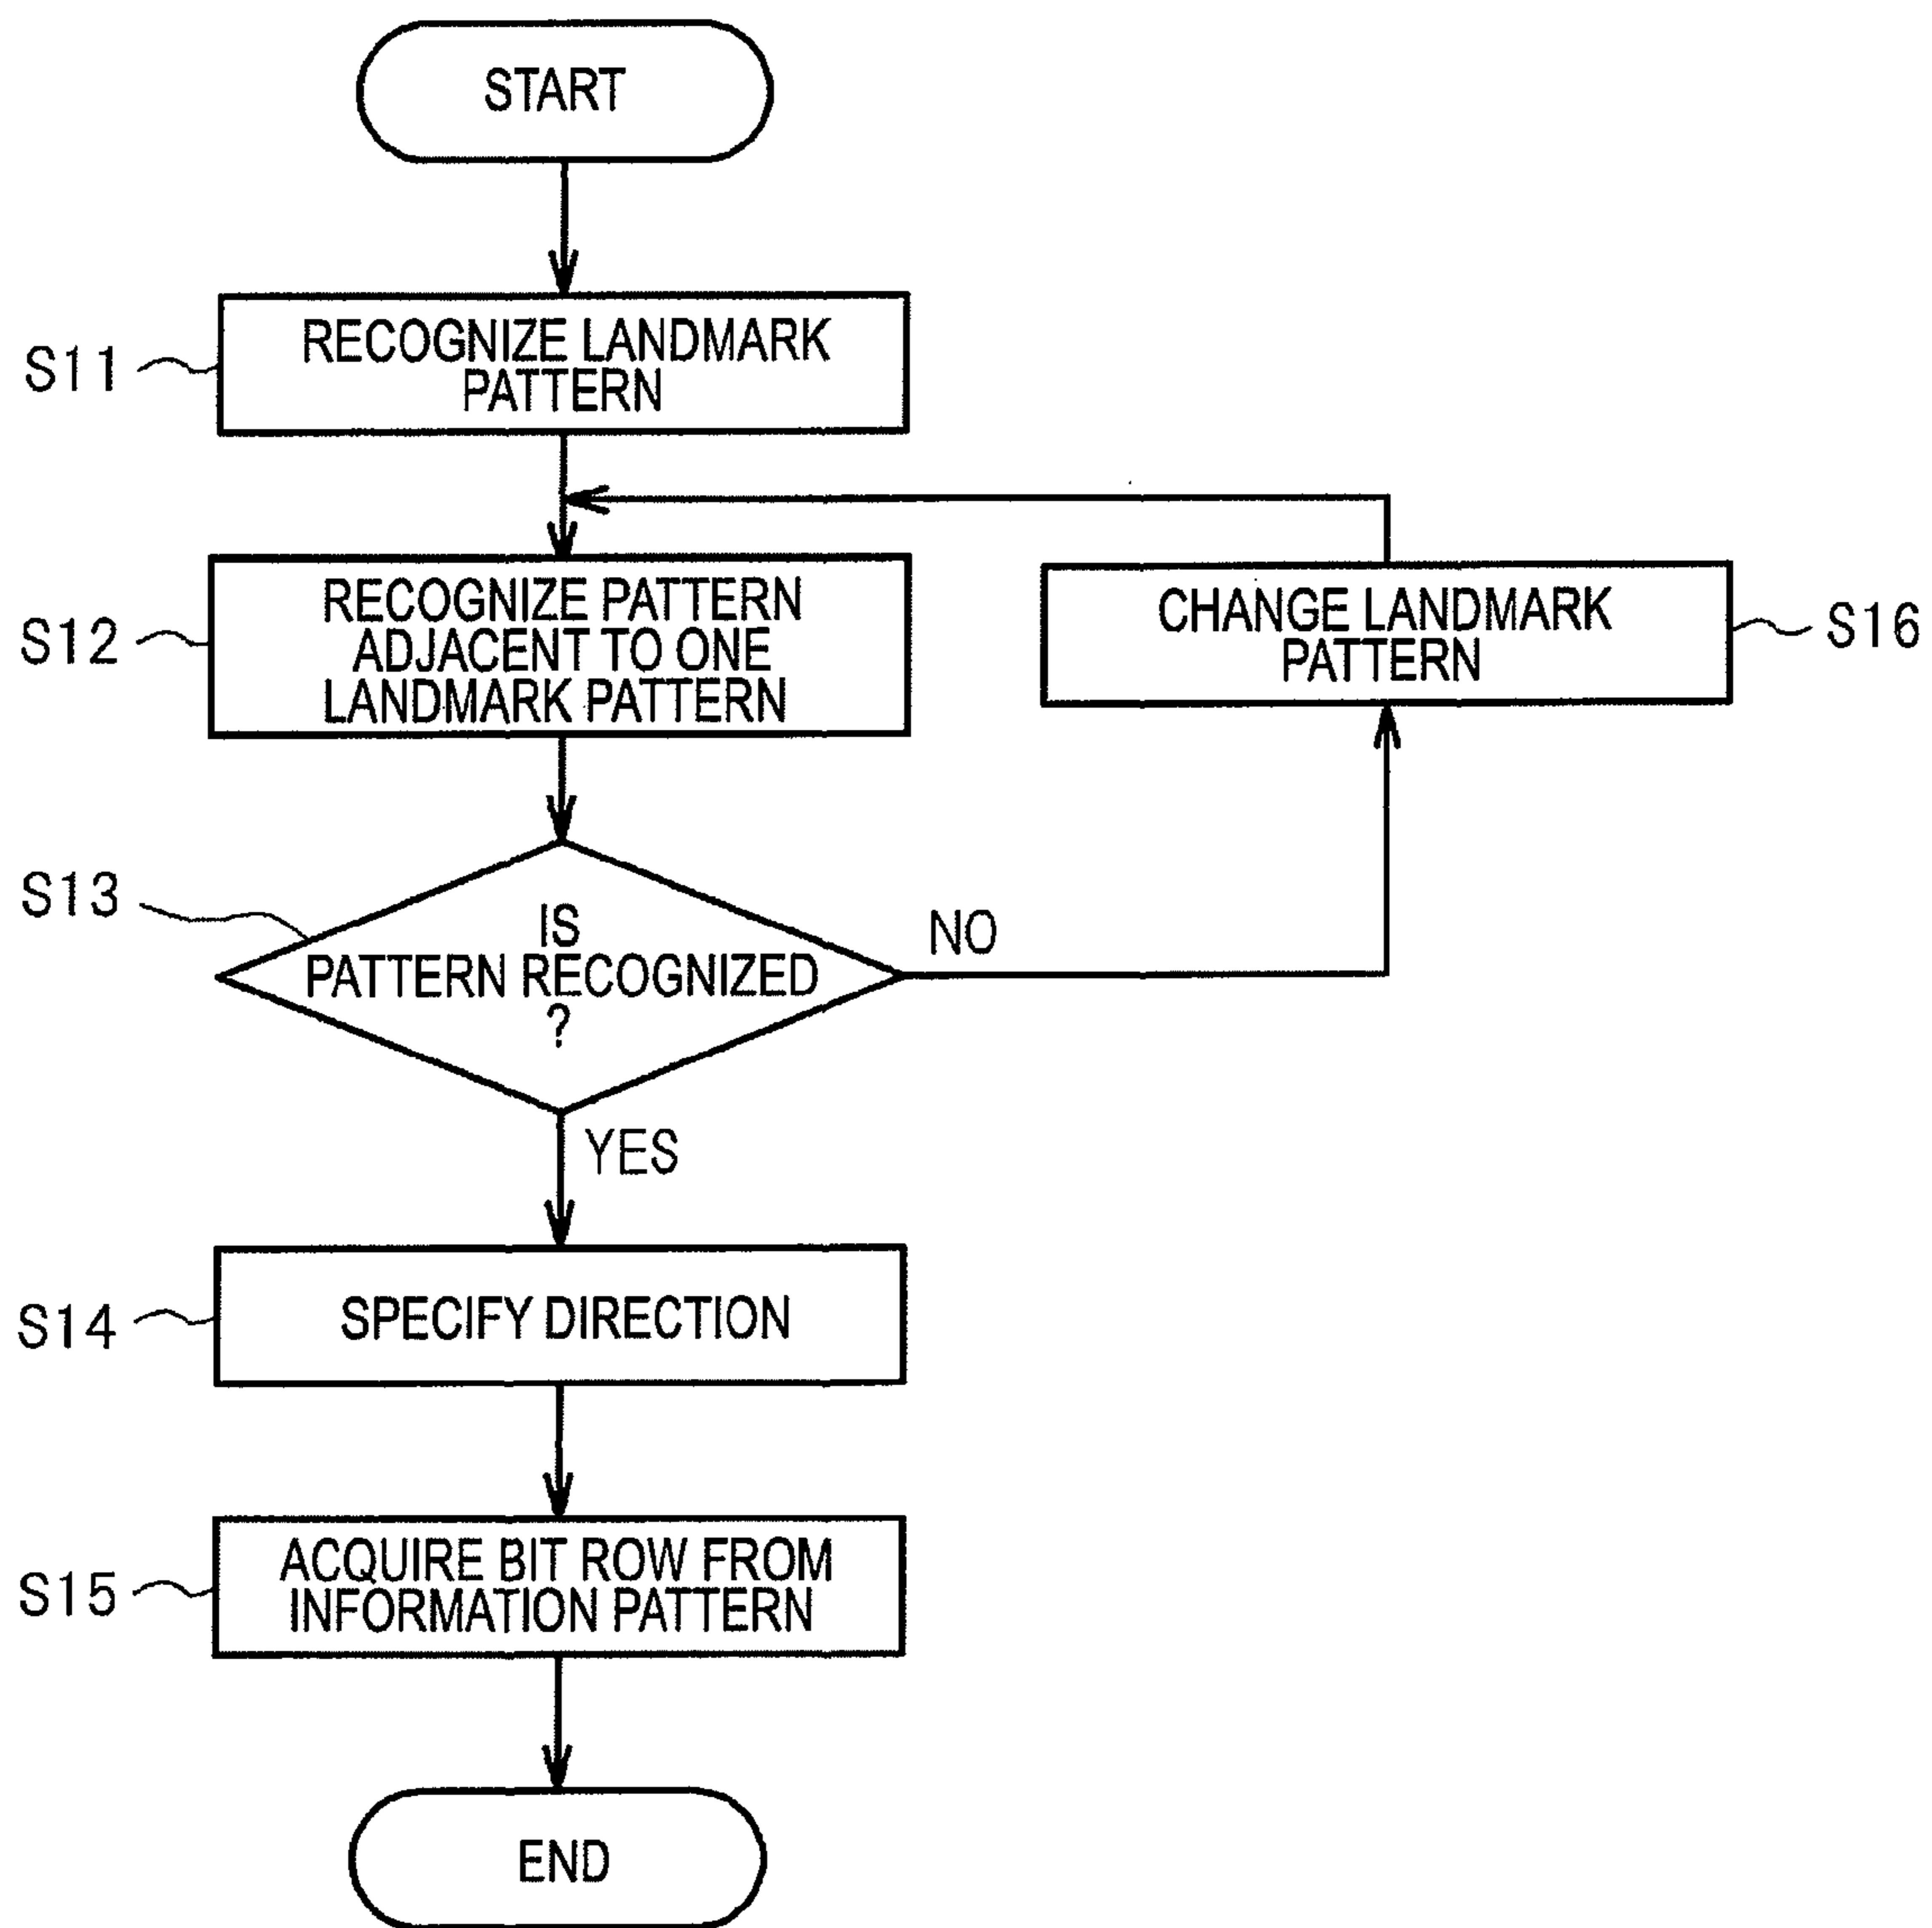 START
S11
RECOGNIZE LANDMARK
PATTERN
S12
RECOGNIZE PATTERN
ADJACENT TO ONE
LANDMARK PATTERN
CHANGE LANDMARK
PATTERN
S16
S13
IS
PATTERN RECOGNIZED
?
NO
YES
S14
SPECIFY DIRECTION
S15
ACQUIRE BIT ROW FROM
INFORMATION PATTERN
END